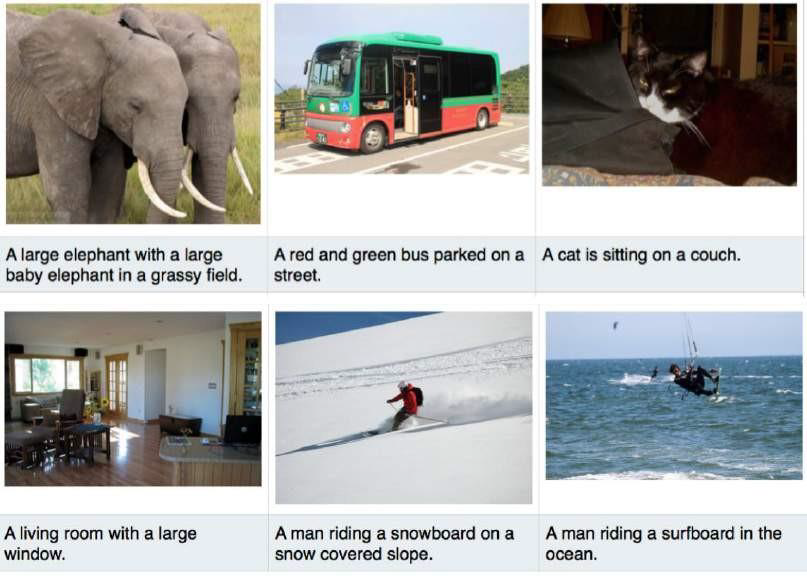 A large elephant with a large
baby elephant in a grassy field.
A red and green bus parked on a
street.
A cat is sitting on a couch.
A living room with a large
window.
A man riding a snowboard on a
snow covered slope.
A man riding a surfboard in the
ocean.